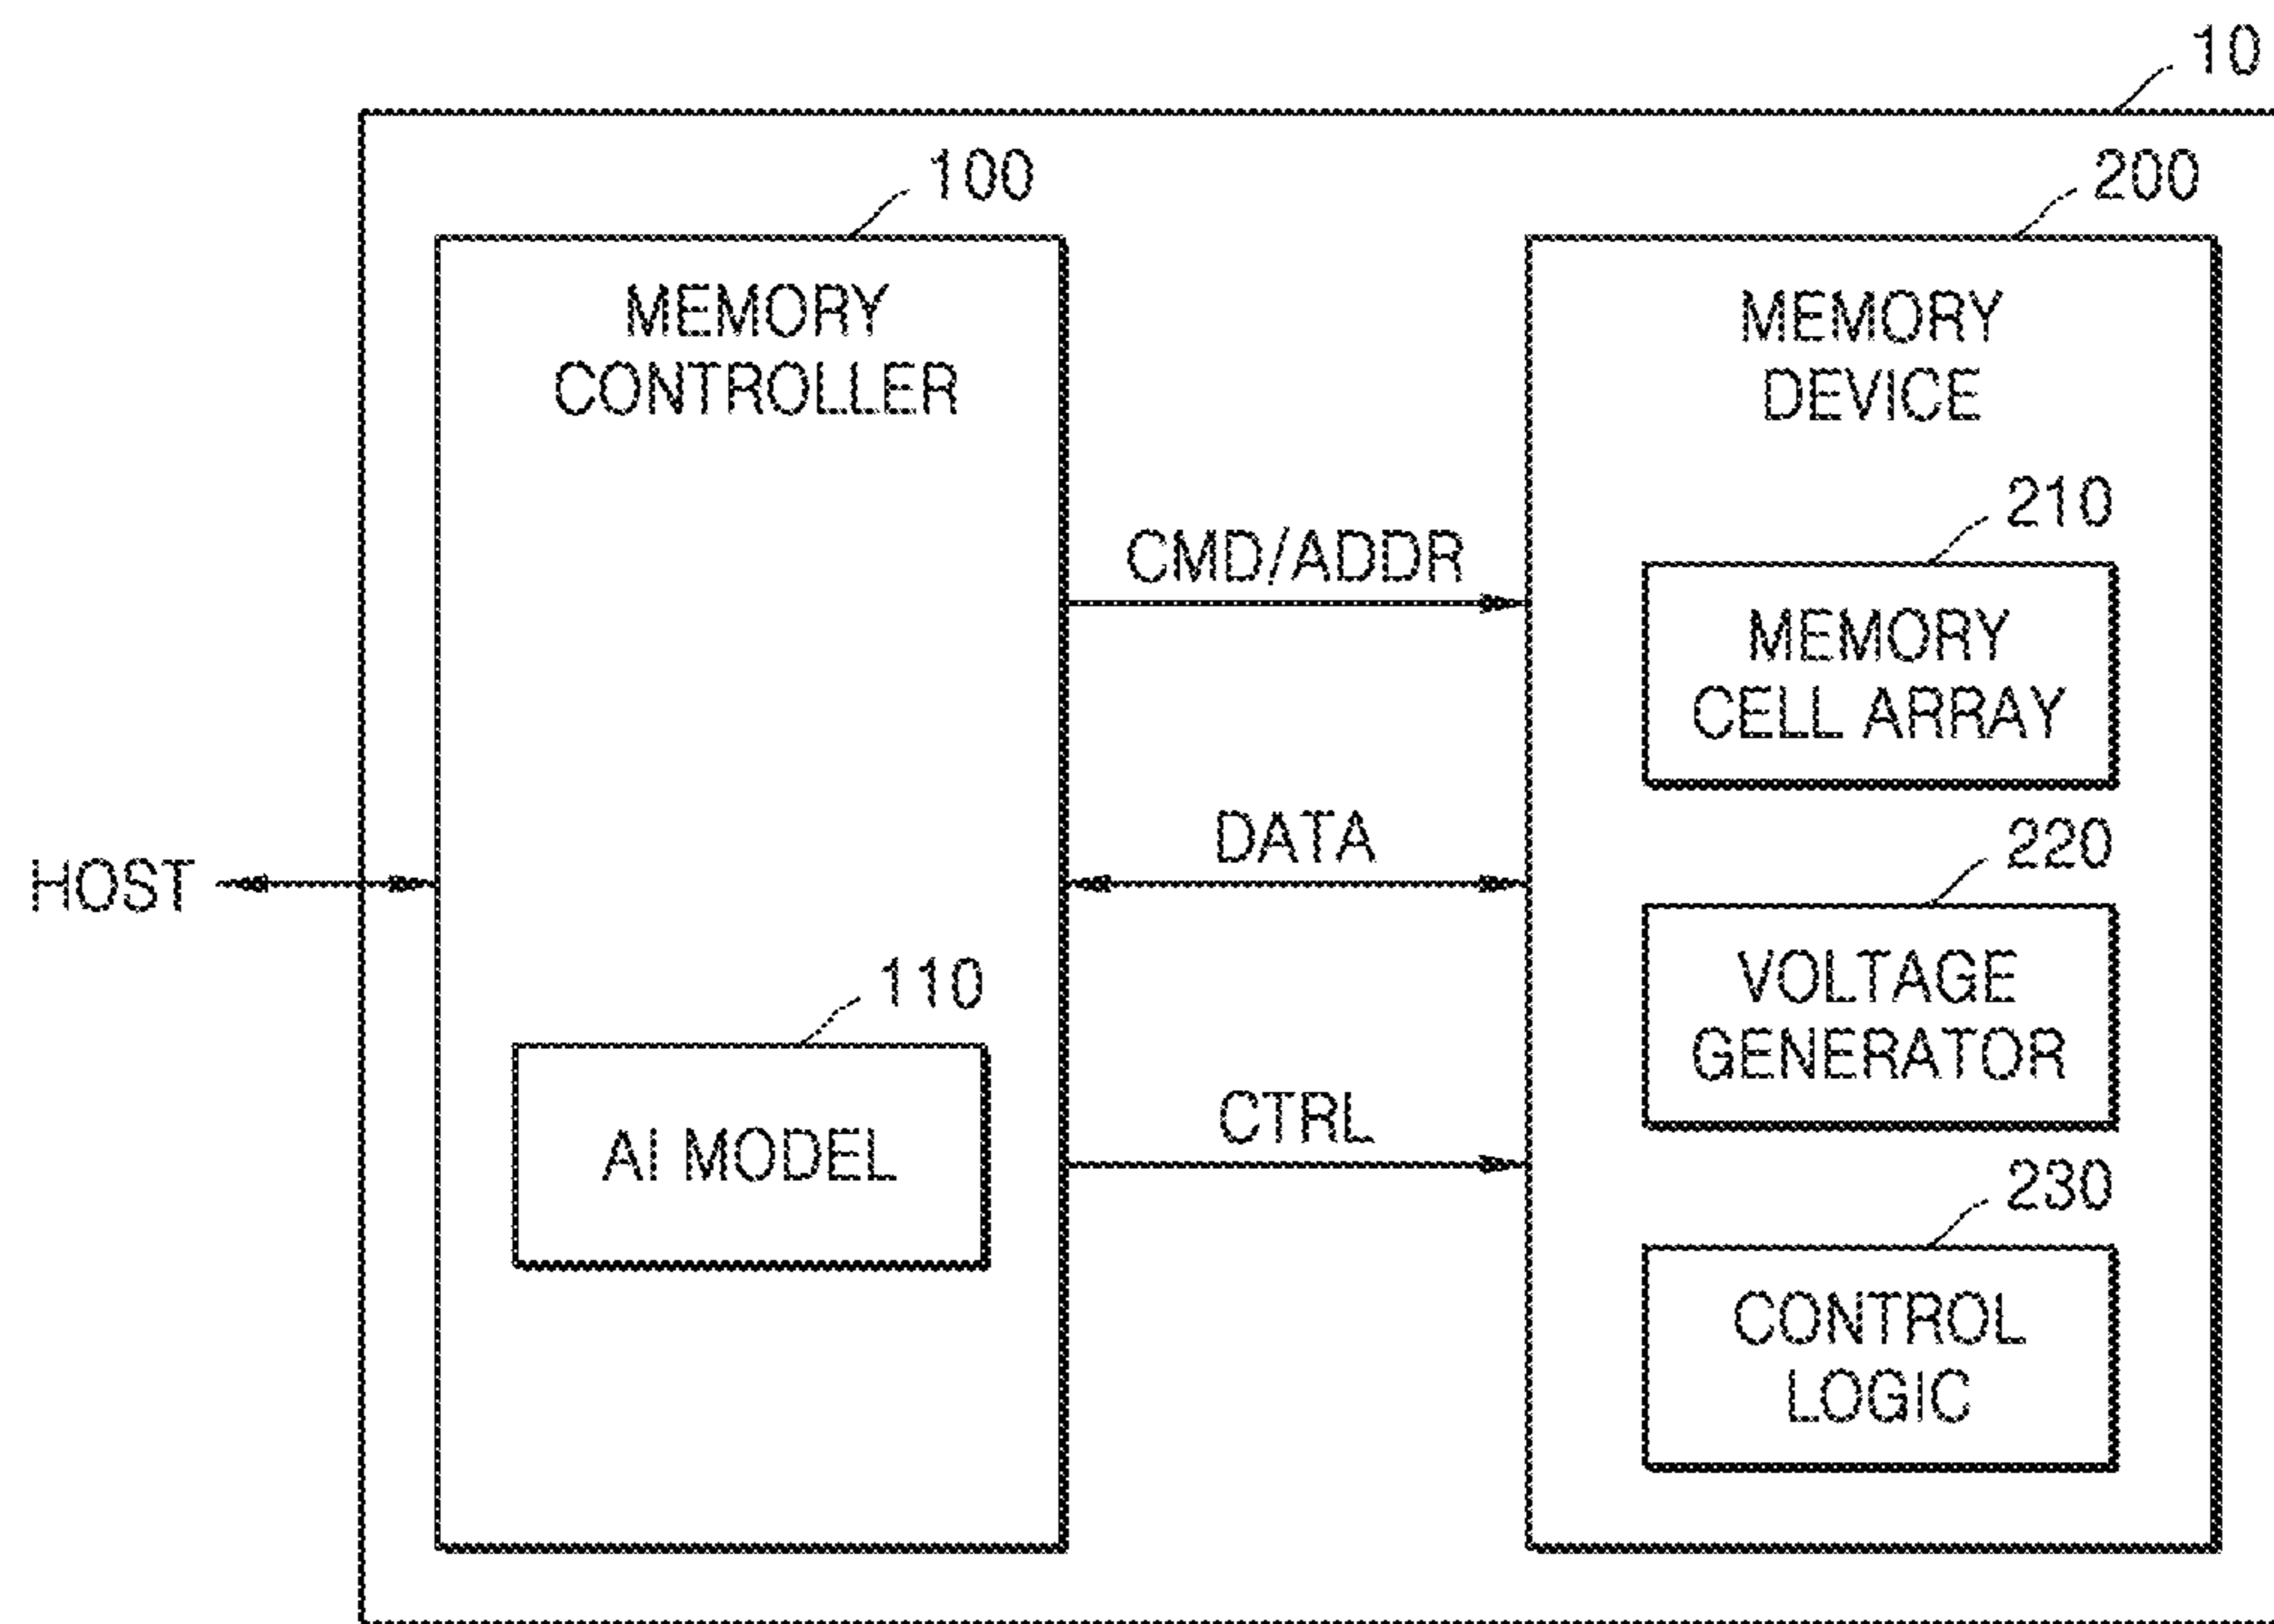 10
100
200
MEMORY
CONTROLLER
MEMORY
DEVICE
210
CMD/ADDR
MEMORY
CELL ARRAY
DATA
220
HOST
VOLTAGE
GENERATOR
110
AI MODEL
CTRL
230
CONTROL
LOGIC